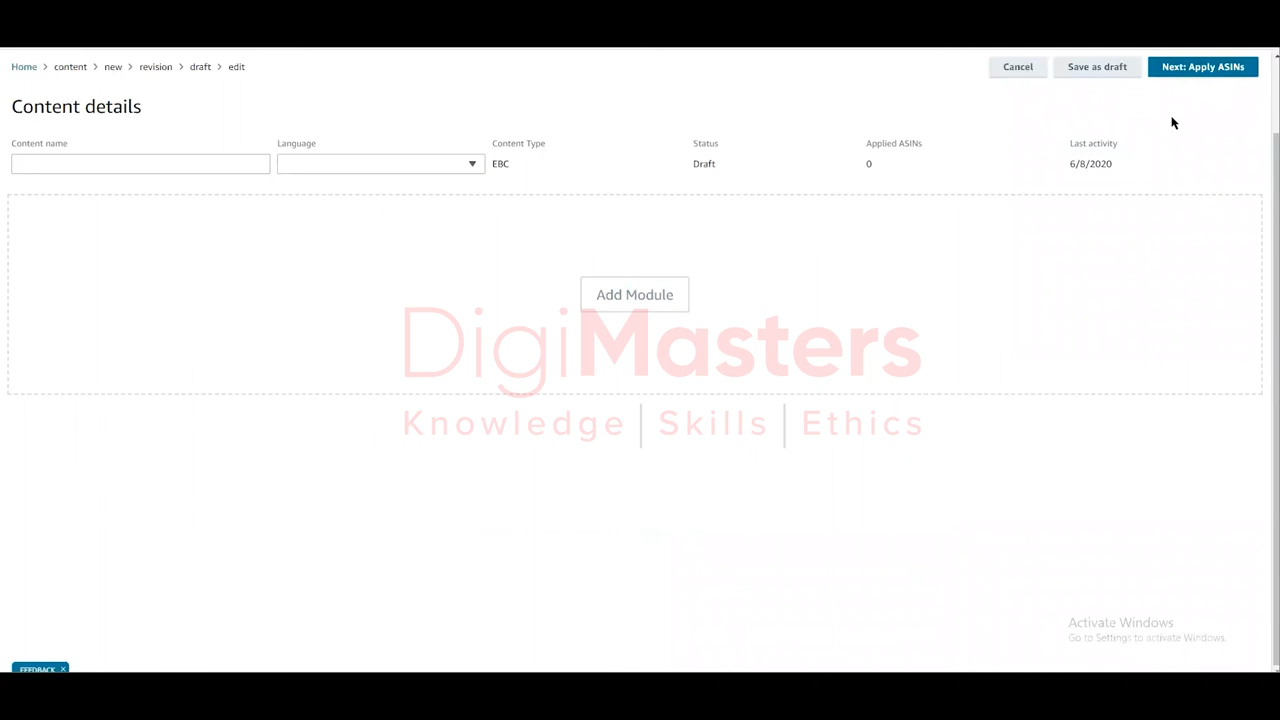 Home > content > new > revision > draft > edit
Cancel Save as draft Next: Apply ASINs
Content details
Content name Language Content Type Status Applied ASINs Last activity
EBC Draft 0 6/8/2020
Add Module
DigiMasters
Knowledge | Skills | Ethics
Activate Windows
Go to Settings to activate Windows.
FEEDBACK ×